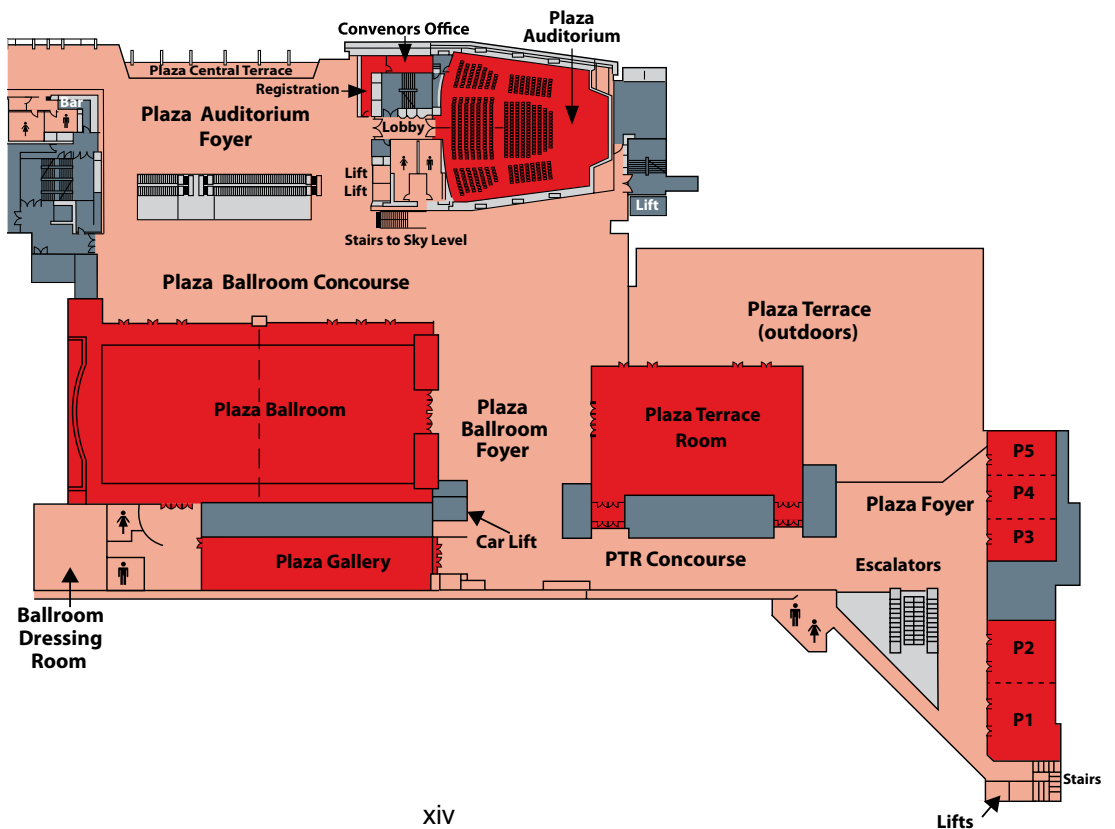 Plaza
Auditorium
Convenors Office
Plaza Central Terrace
Registration
Bar
Plaza Auditorium
Foyer
Lobby
Lift
Lift
Lift
Stairs to Sky Level
Plaza Ballroom Concourse
Plaza Terrace
(outdoors)
Plaza Ballroom
Plaza
Ballroom
Foyer
Plaza Terrace
Room
P5
P4
P3
Plaza Foyer
Car Lift
Plaza Gallery
PTR Concourse
Escalators
Ballroom
Dressing
Room
P2
P1
Stairs
Lifts
xiv